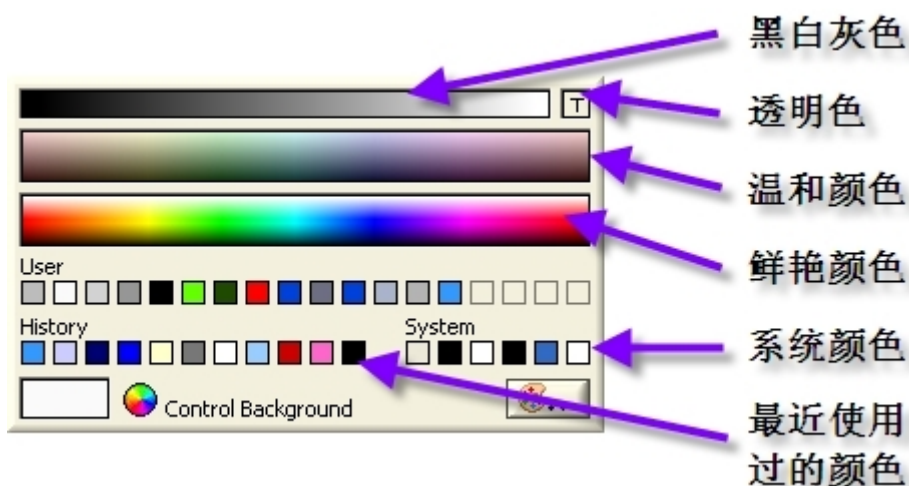 黑白灰色
T
透明色
温和颜色
鲜艳颜色
User
History
System
系统颜色
Control Background
最近使用
过的颜色